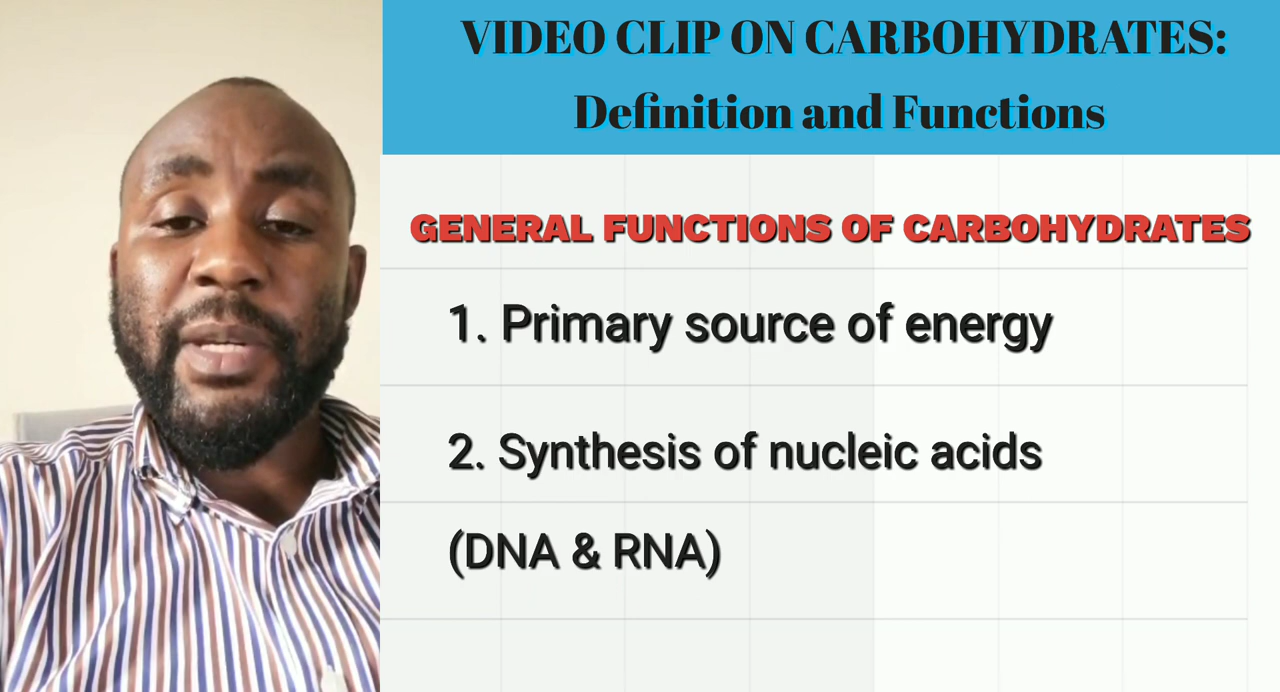 VIDEO CLIP ON CARBOHYDRATES:
Definition and Functions
GENERAL FUNCTIONS OF CARBOHYDRATES
1. Primary source of energy
2. Synthesis of nucleic acids
(DNA & RNA)